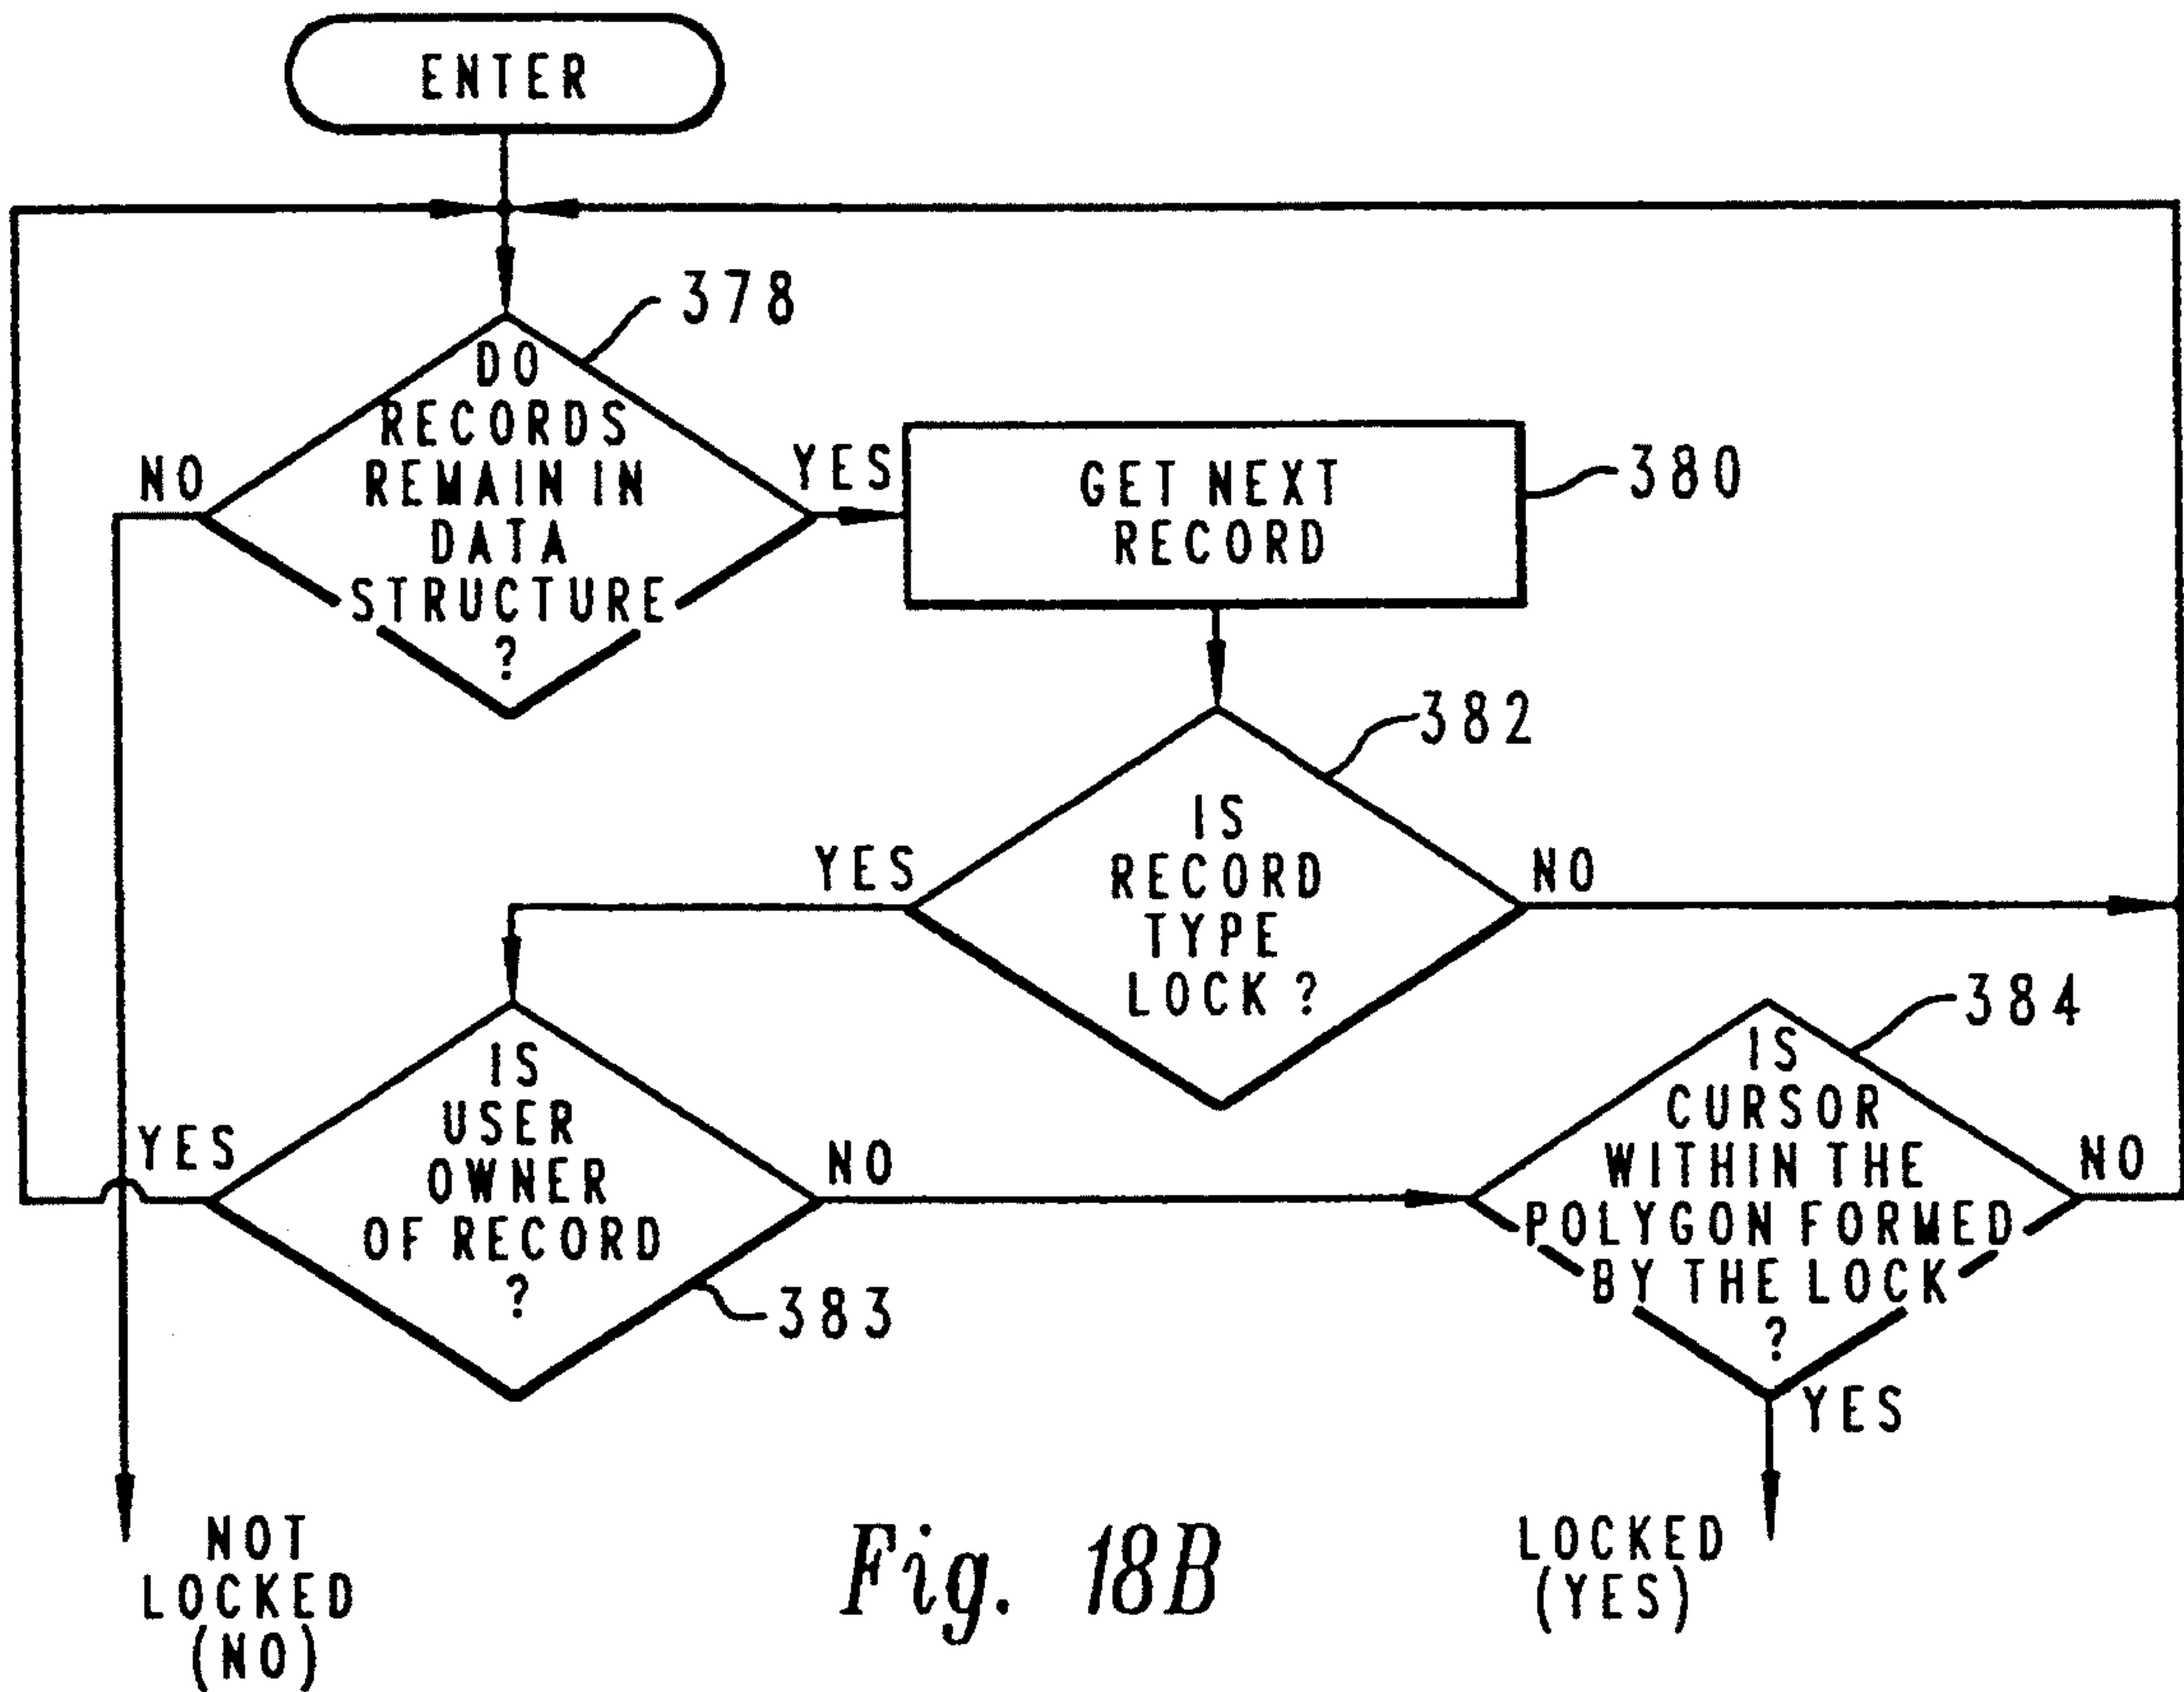 ENTER
378
DO
RECORDS
REMAIN IN
DATA
STRUCTURE
?
NO
YES
GET NEXT
RECORD
380
382
IS
RECORD
TYPE
LOCK ?
YES
NO
384
IS
USER
OWNER
OF RECORD
?
YES
NO
383
IS
CURSOR
WITHIN THE
POLYGON FORMED
BY THE LOCK
?
NO
YES
NOT
LOCKED
(NO)
LOCKED
(YES)
Fig. 18B